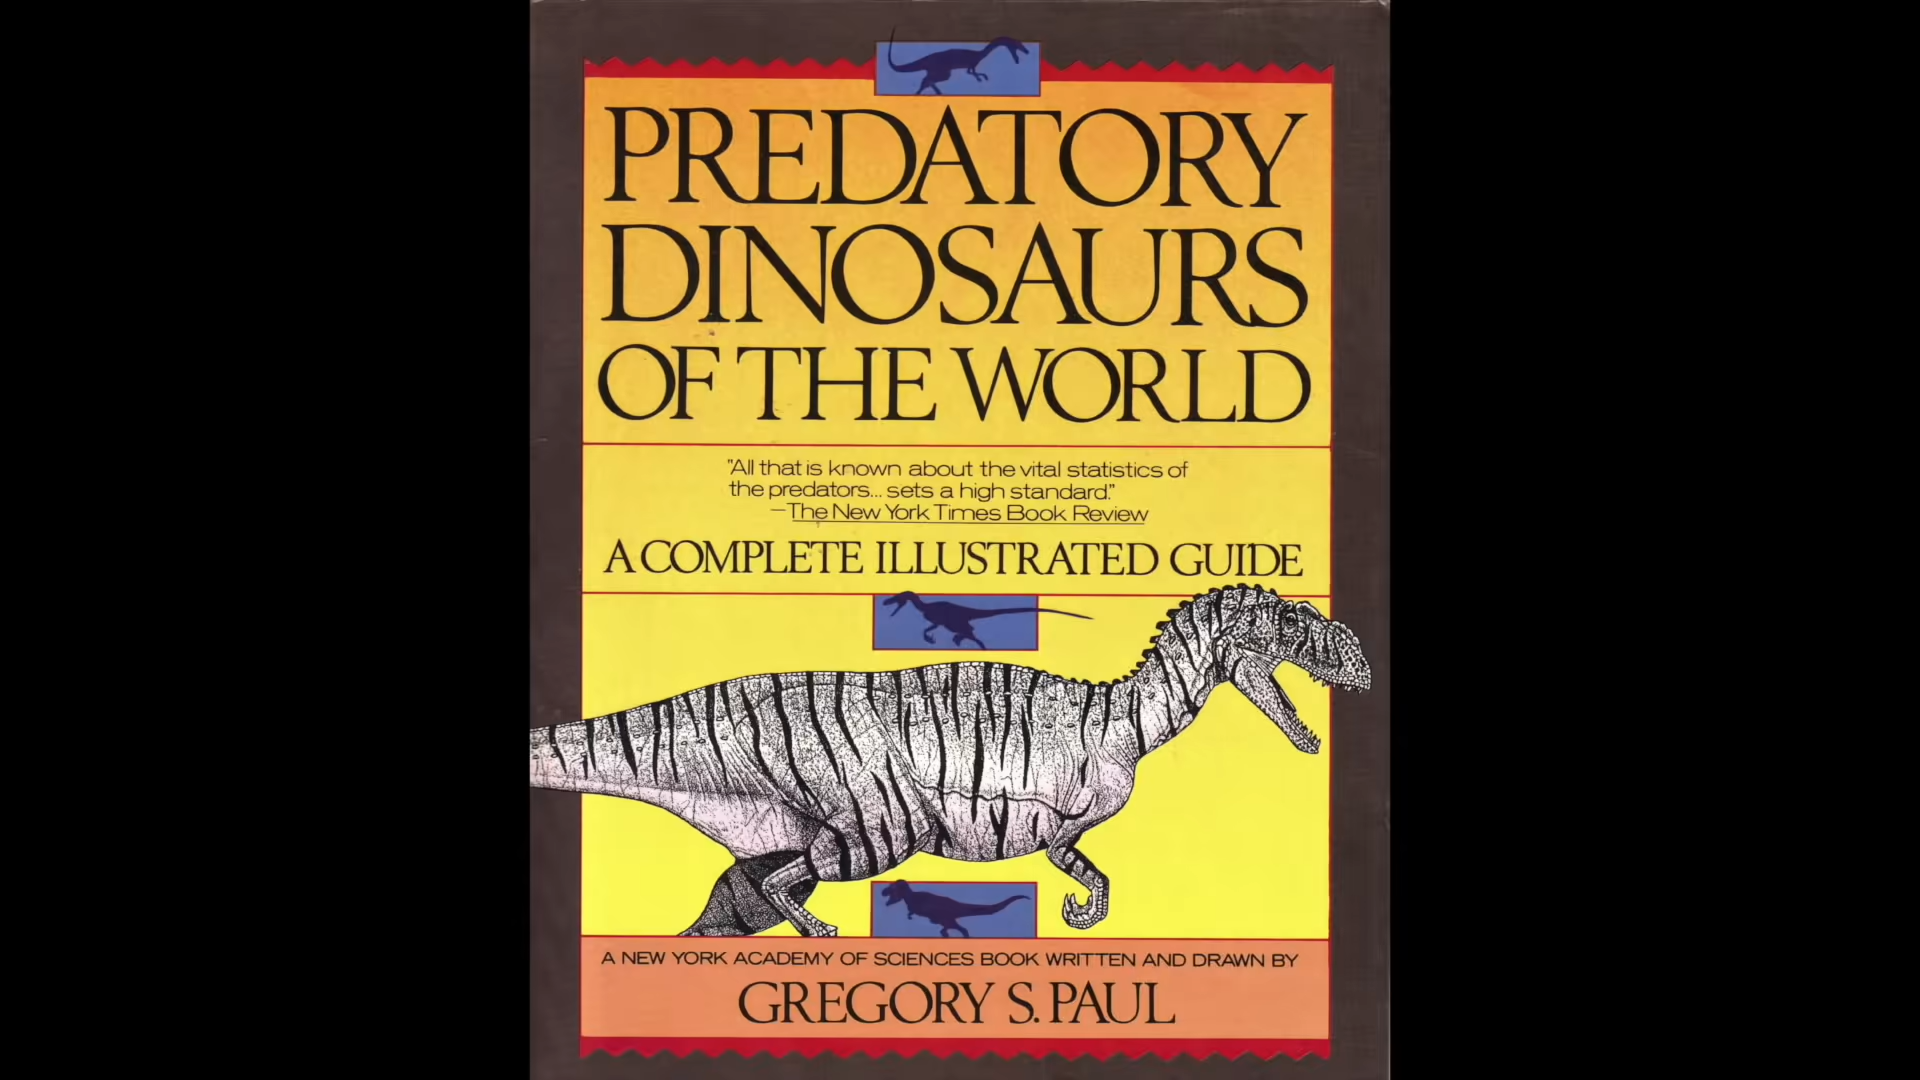 PREDATORY
DINOSAURS
OF THE WORLD
"All that is known about the vital statistics of
the predators... sets a high standard."
—The New York Times Book Review
A COMPLETE ILLUSTRATED GUIDE
A NEW YORK ACADEMY OF SCIENCES BOOK WRITTEN AND DRAWN BY
GREGORY S. PAUL